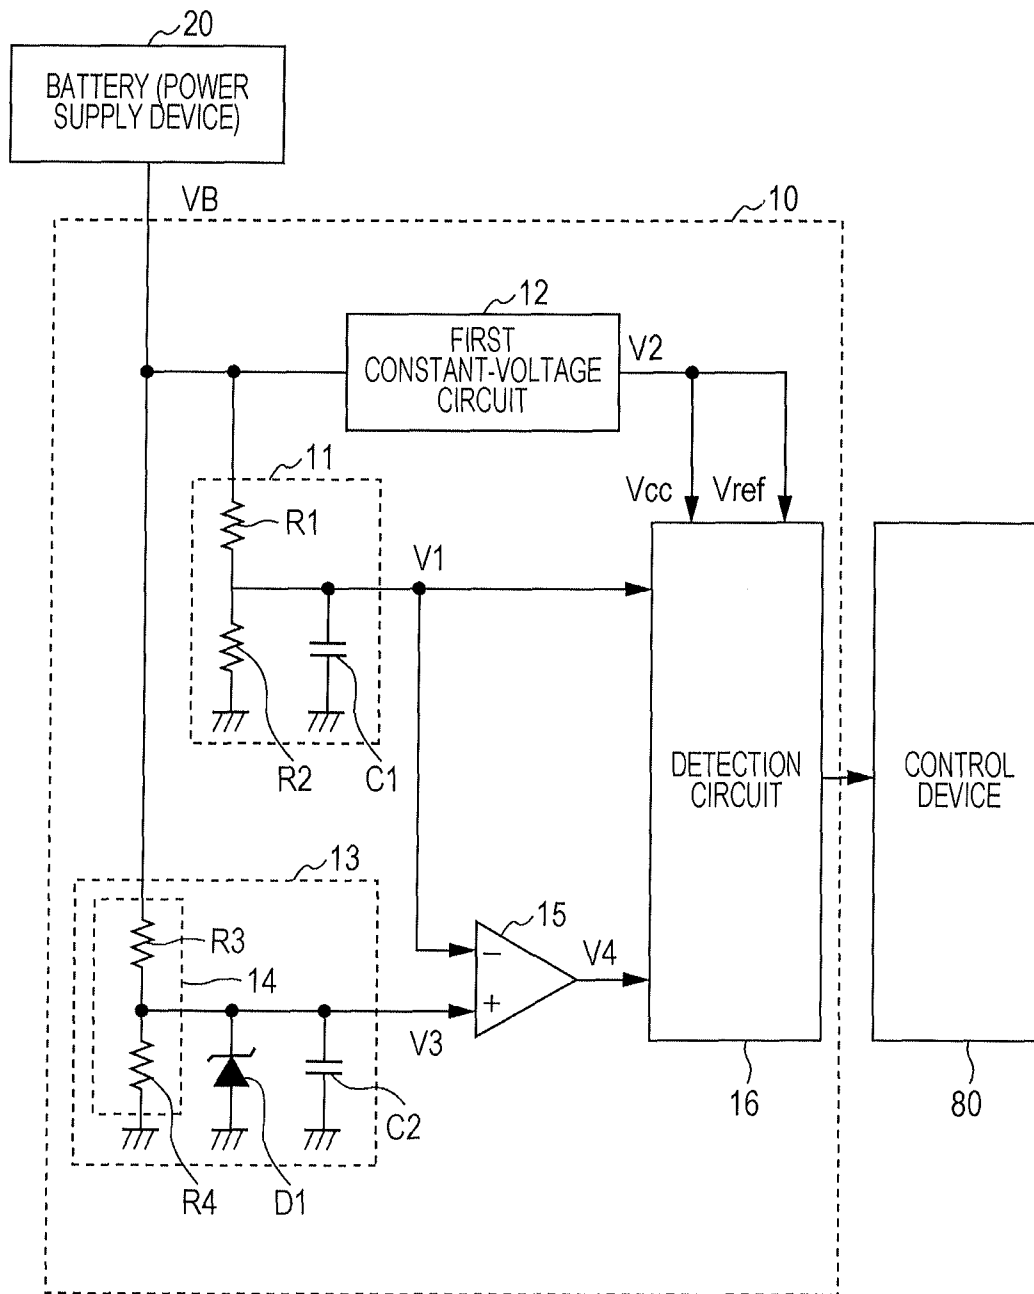 20
BATTERY (POWER
SUPPLY DEVICE)
VB
10
12
FIRST
CONSTANT-VOLTAGE
CIRCUIT
V2
11
Vcc
Vref
R1
V1
R2
C1
DETECTION
CIRCUIT
CONTROL
DEVICE
13
15
R3
14
V4
−
+
V3
16
80
C2
R4
D1